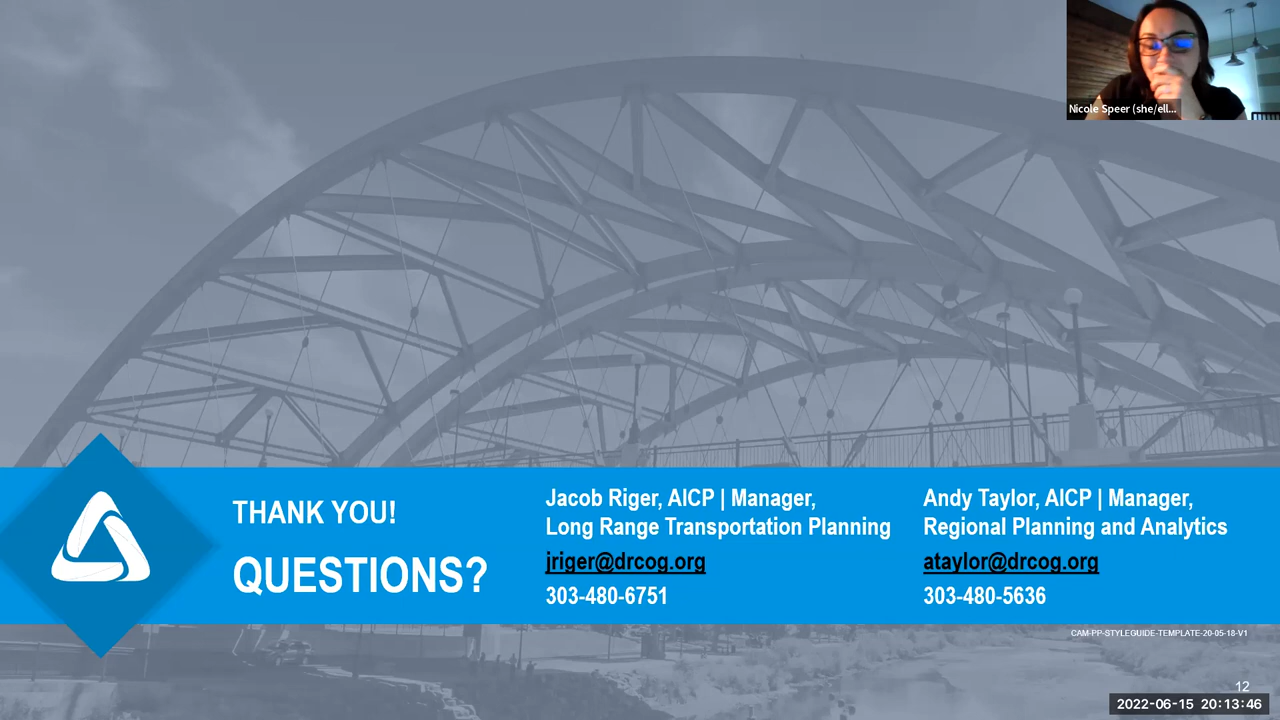 Nicole Speer (she/ell...
THANK YOU!
QUESTIONS?
Jacob Riger, AICP | Manager,
Long Range Transportation Planning
jriger@drcog.org
303-480-6751
Andy Taylor, AICP | Manager,
Regional Planning and Analytics
ataylor@drcog.org
303-480-5636
CAM-PP-STYLEGUIDE-TEMPLATE-20-05-18-V1
12
2022-06-15 20:13:46